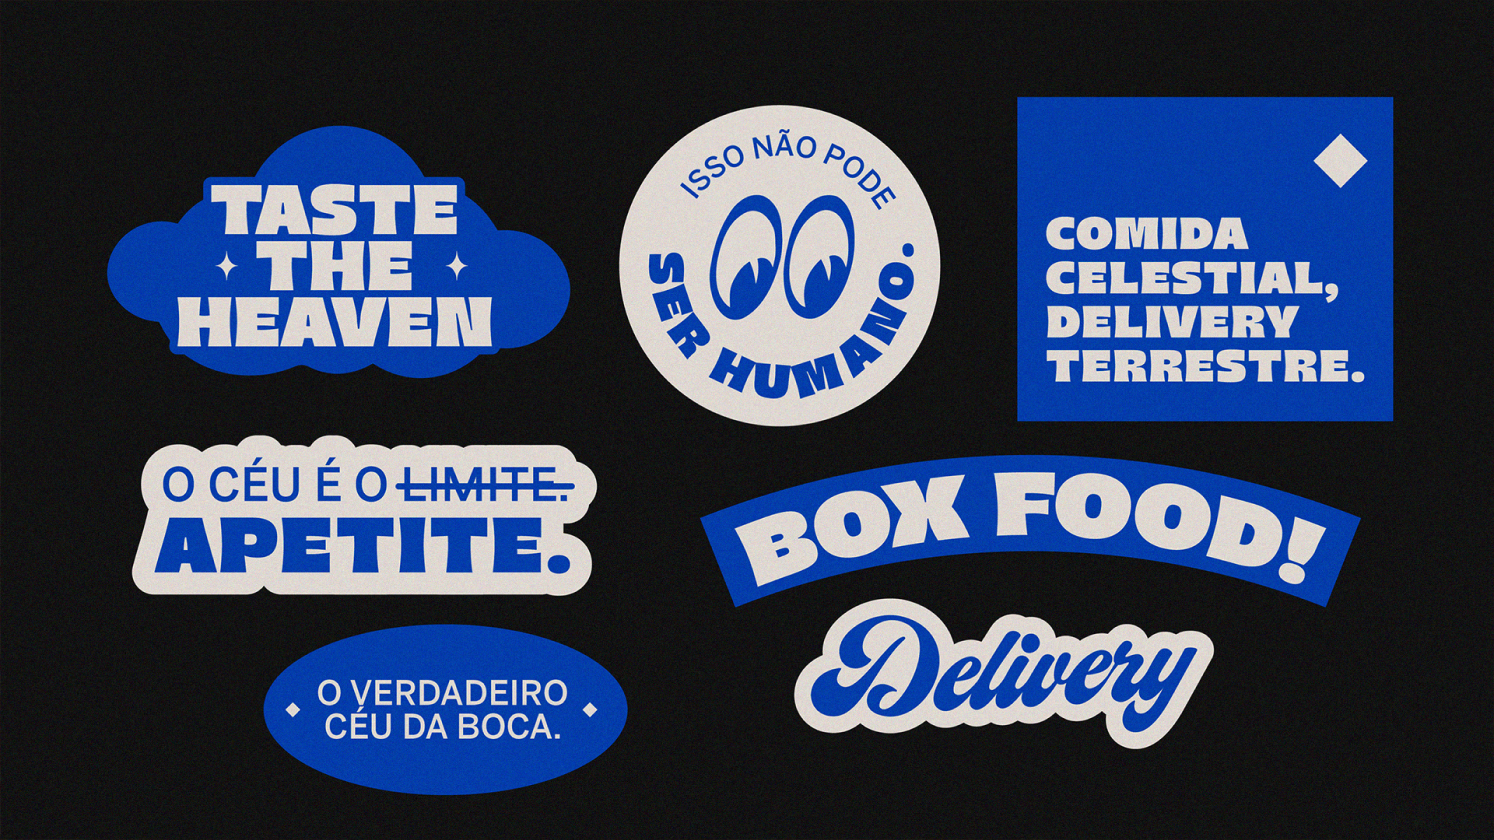 TASTE
THE
HEAVEN
ISSO NÃO PODE
SER HUMANO.
COMIDA
CELESTIAL,
DELIVERY
TERRESTRE.
O CÉU É O LIMITE.
APETITE.
BOX FOOD!
Delivery
O VERDADEIRO
CÉU DA BOCA.